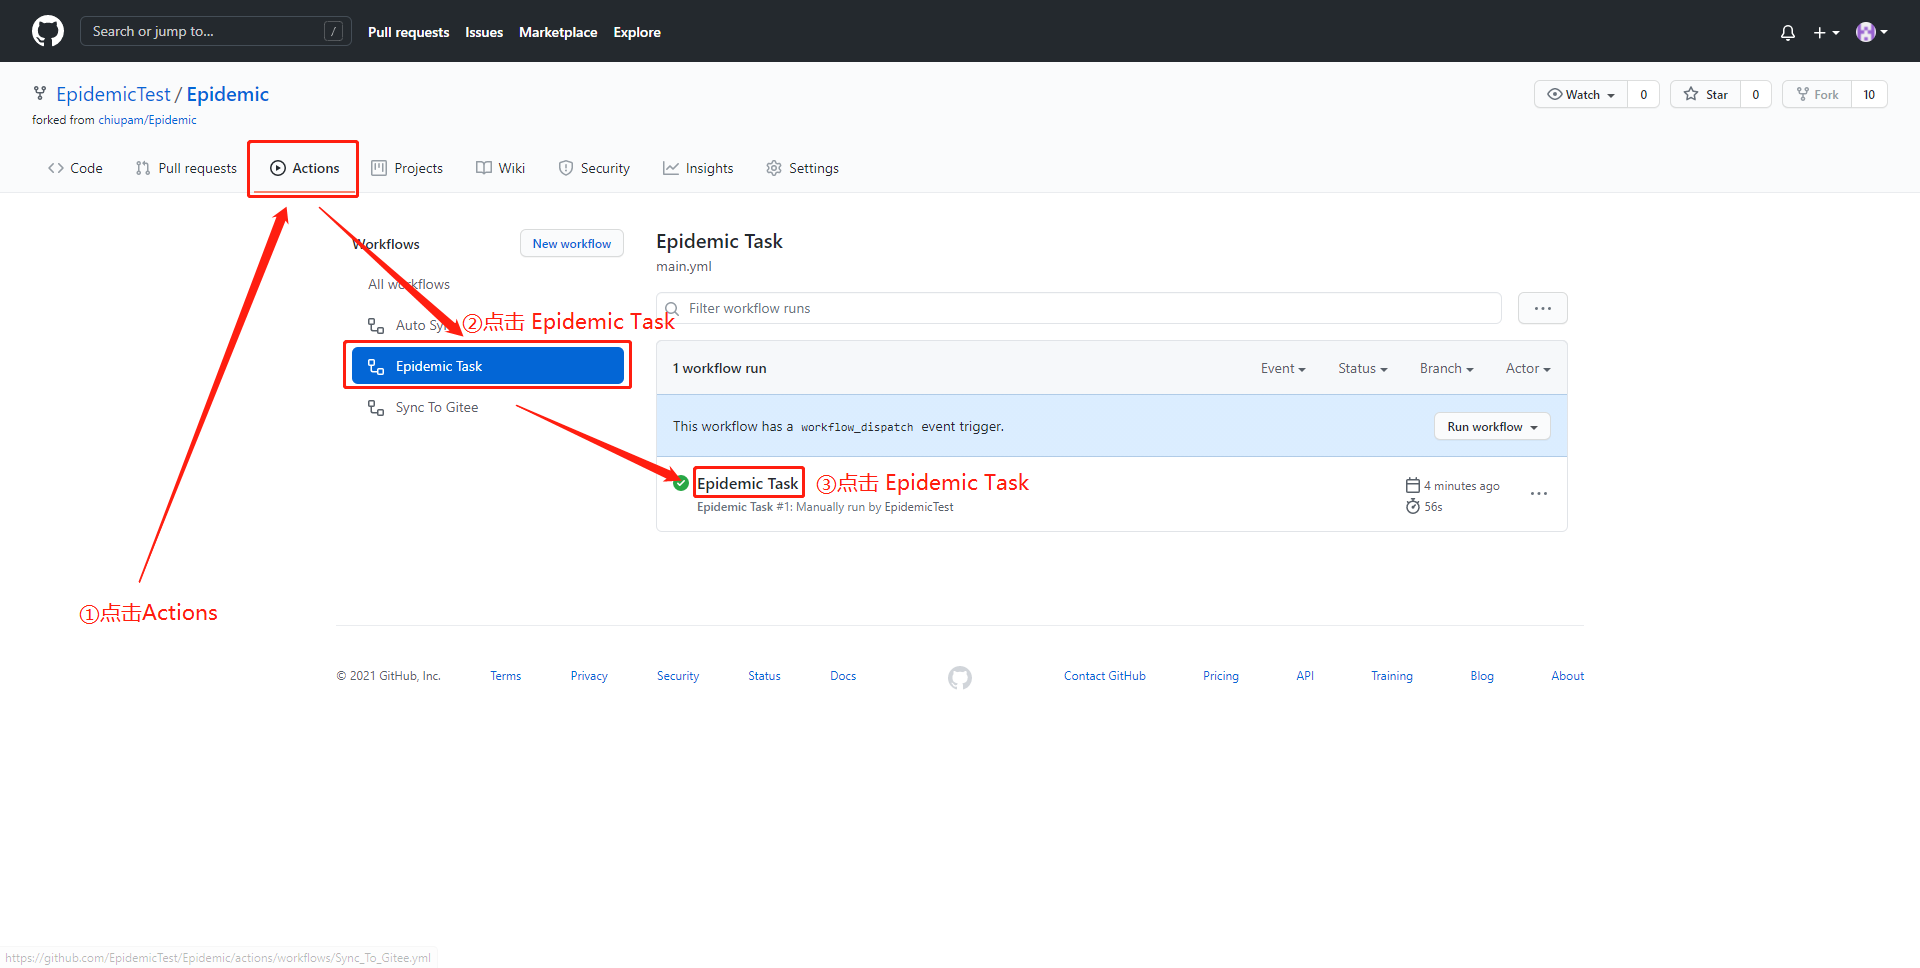 Search or jump to... /
Pull requests Issues Marketplace Explore
EpidemicTest / Epidemic
forked from chiupam/Epidemic
Watch 0
Star 0
Fork 10
Code
Pull requests
Actions
Projects
Wiki
Security
Insights
Settings
Workflows
New workflow
All workflows
Auto Sy
②点击 Epidemic Task
Epidemic Task
Sync To Gitee
①点击Actions
Epidemic Task
main.yml
Filter workflow runs
1 workflow run
Event Status Branch Actor
This workflow has a workflow_dispatch event trigger.
Run workflow
Epidemic Task
③点击 Epidemic Task
Epidemic Task #1: Manually run by EpidemicTest
4 minutes ago
56s
© 2021 GitHub, Inc. Terms Privacy Security Status Docs Contact GitHub Pricing API Training Blog About
https://github.com/EpidemicTest/Epidemic/actions/workflows/Sync_To_Gitee.yml